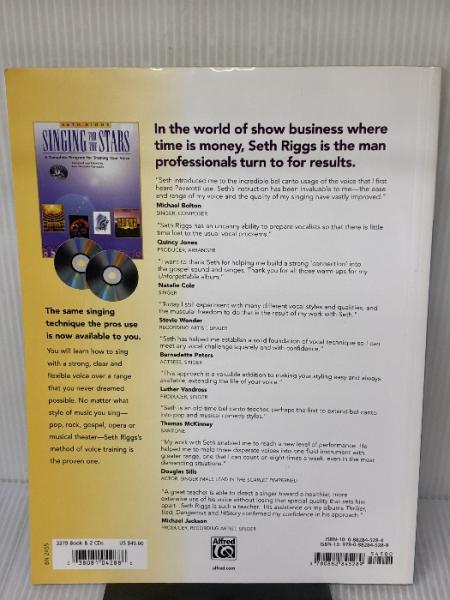 SETH RIGGS
SINGING FOR THE STARS
A Complete Program for Training Your Voice
In the world of show business where
time is money, Seth Riggs is the man
professionals turn to for results.
"Seth introduced me to the incredible bel canto usage of the voice that I first
heard Pavarotti use. Seth's instruction has been invaluable to me—the ease
and range of my voice and the quality of my singing have vastly improved."
Michael Bolton
SINGER, COMPOSER
"Seth Riggs has an uncanny ability to prepare vocalists so that there is little
time lost to the usual vocal problems."
Quincy Jones
PRODUCER, ARRANGER
"I want to thank Seth for helping me build a strong 'connection' into
the gospel sound and ranges. Thank you for all those warm ups for my
Unforgettable album."
Natalie Cole
SINGER
"Today I still experiment with many different vocal styles and qualities, and
the muscular freedom to do that is the result of my work with Seth."
Stevie Wonder
RECORDING ARTIST, SINGER
"Seth has helped me establish a solid foundation of vocal technique so I can
meet any vocal challenge squarely and with confidence."
Bernadette Peters
ACTRESS, SINGER
"This approach is a valuable addition to making your styling easy and always
available, extending the life of your voice."
Luther Vandross
PRODUCER, SINGER
"Seth is an old-time bel canto teacher, perhaps the first to extend bel canto
into pop and musical comedy styles."
Thomas McKinney
BARITONE
"My work with Seth enabled me to reach a new level of performance. He
helped me to make three disparate voices into one fluid instrument with
greater range, one that I can count on eight times a week, even in the most
demanding situations."
Douglas Sills
ACTOR, SINGER (MALE LEAD IN THE SCARLET PIMPERNEL)
"A great teacher is able to direct a singer toward a healthier, more
extensive use of his voice without losing that special quality that sets him
apart. Seth Riggs is such a teacher. His assistance on my albums Thriller,
Bad, Dangerous and HIStory confirmed my confidence in his approach."
Michael Jackson
PRODUCER, RECORDING ARTIST, SINGER
The same singing
technique the pros use
is now available to you.
You will learn how to sing
with a strong, clear and
flexible voice over a range
that you never dreamed
possible. No matter what
style of music you sing—
pop, rock, gospel, opera
or musical theater—Seth Riggs's
method of voice training is
the proven one.
3379 Book & 2 CDs
Alfred
alfred.com
ISBN-10: 0-88284-528-4
ISBN-13: 978-0-88284-528-9